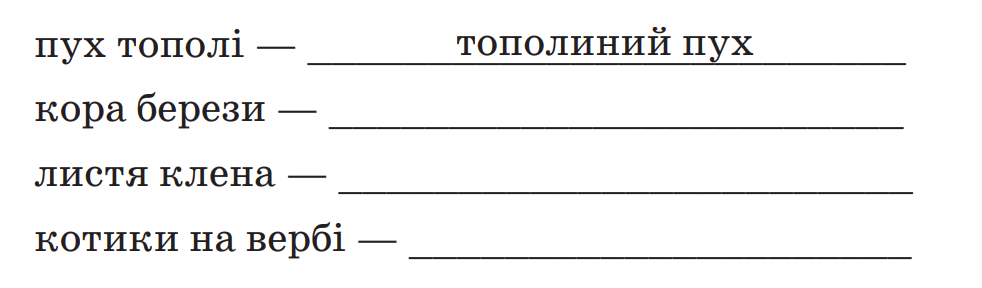 пух тополі — тополиний пух
кора берези —
листя клена —
котики на вербі —